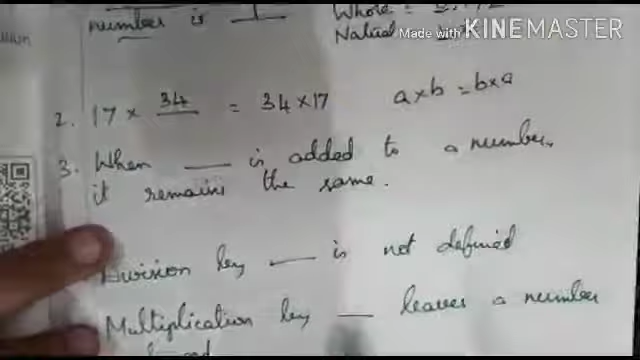 Whole :
number is ___
Natural
Made with KINEMASTER
2. 17 × 34 = 34 × 17 a×b = b×a
3. When ___ is added to a number,
it remains the same.
Division by ___ is not defined
Multiplication by ___ leaves a number